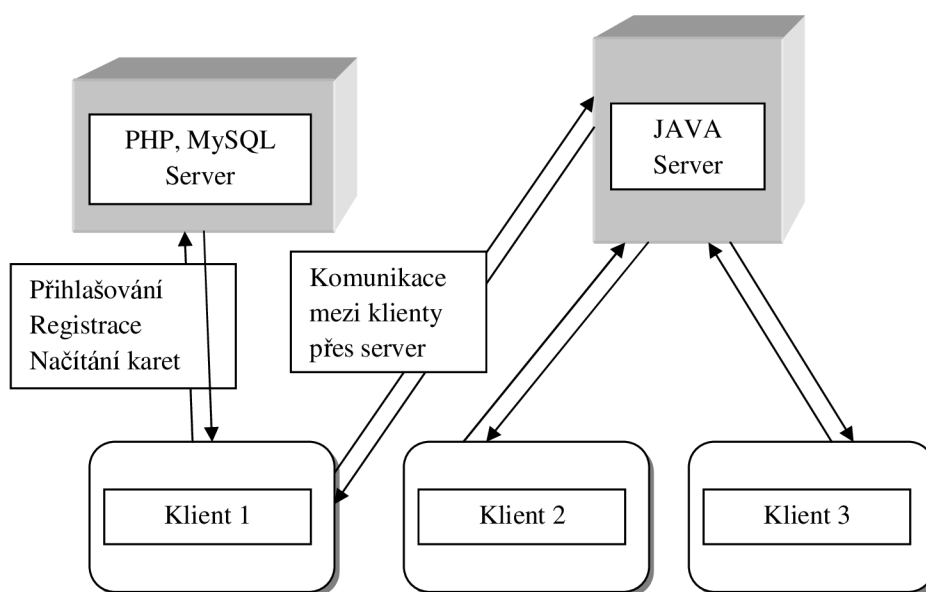 PHP, MySQL
Server
JAVA
Server
Přihlašování
Registrace
Načítání karet
Komunikace
mezi klienty
přes server
Klient 1
Klient 2
Klient 3